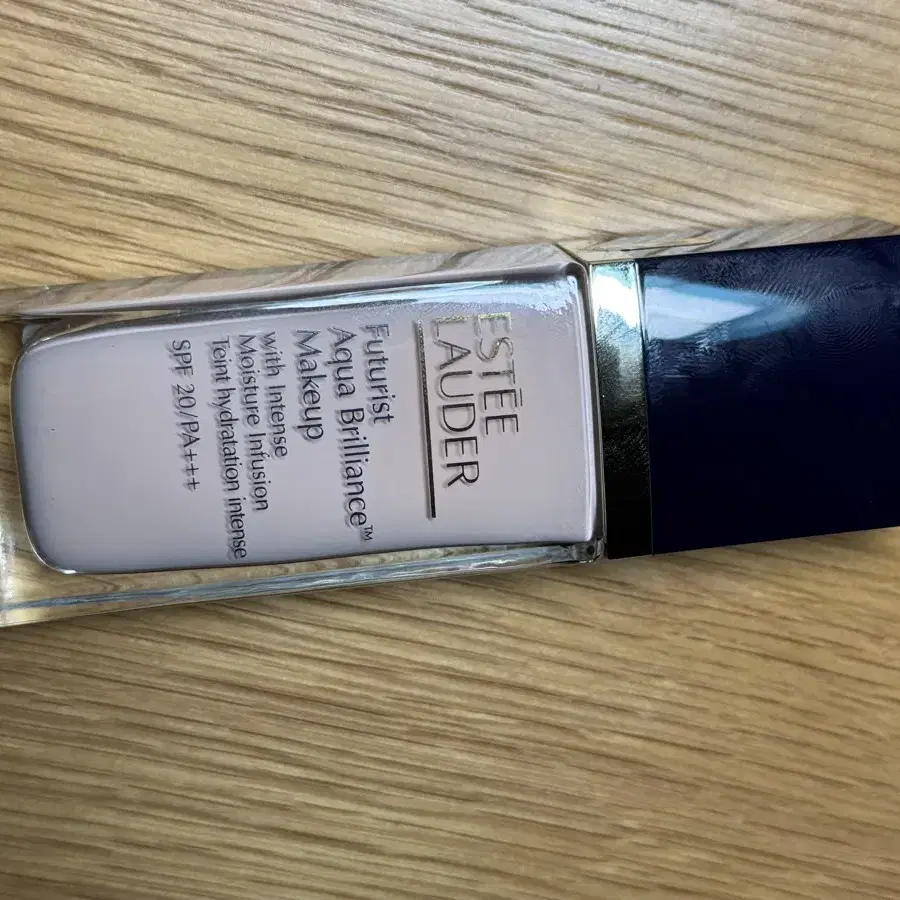 ESTĒE
LAUDER
Futurist
Aqua Brilliance™
Makeup
with Intense
Moisture Infusion
Teint hydratation intense
SPF 20/PA+++